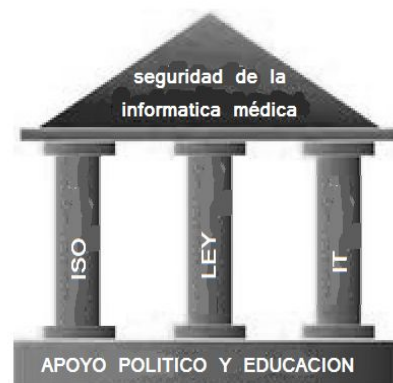 seguridad de la
informatica médica
ISO
LEY
IT
APOYO POLITICO Y EDUCACION